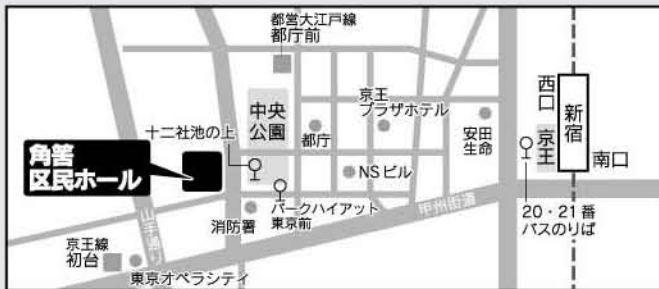 都営大江戸線
都庁前
中央
公園
十二社池の上
角筈
区民ホール
都庁
京王
プラザホテル
NSビル
安田
生命
西口
京王
新宿
南口
20・21番
バスのりば
甲州街道
パークハイアット
東京前
消防署
山手通り
京王線
初台
東京オペラシティ